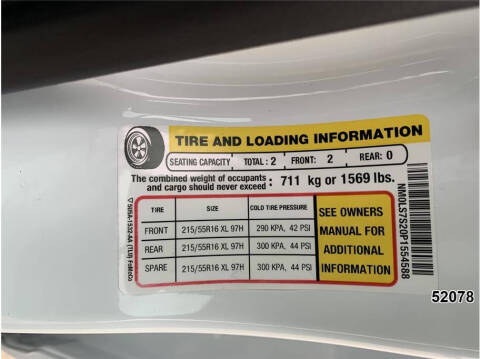 TIRE AND LOADING INFORMATION
SEATING CAPACITY TOTAL: 2 FRONT: 2 REAR: 0
The combined weight of occupants and cargo should never exceed : 711 kg or 1569 lbs.
TIRE SIZE COLD TIRE PRESSURE
FRONT 215/55R16 XL 97H 290 KPA, 42 PSI
REAR 215/55R16 XL 97H 300 KPA, 44 PSI
SPARE 215/55R16 XL 97H 300 KPA, 44 PSI
SEE OWNERS
MANUAL FOR
ADDITIONAL
INFORMATION
NM0LS7S20P1554588
52078